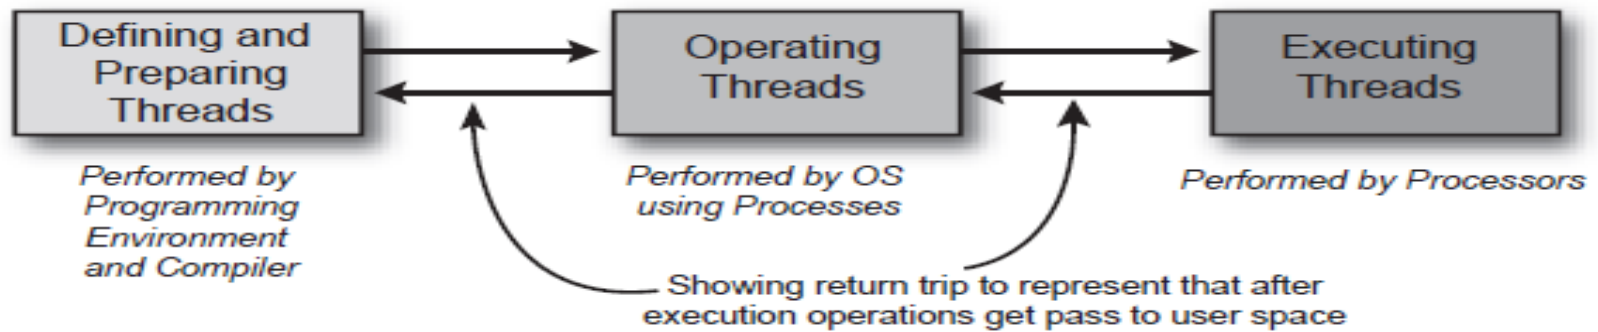 Defining and
Preparing
Threads
Operating
Threads
Executing
Threads
Performed by
Programming
Environment
and Compiler
Performed by OS
using Processes
Performed by Processors
Showing return trip to represent that after
execution operations get pass to user space